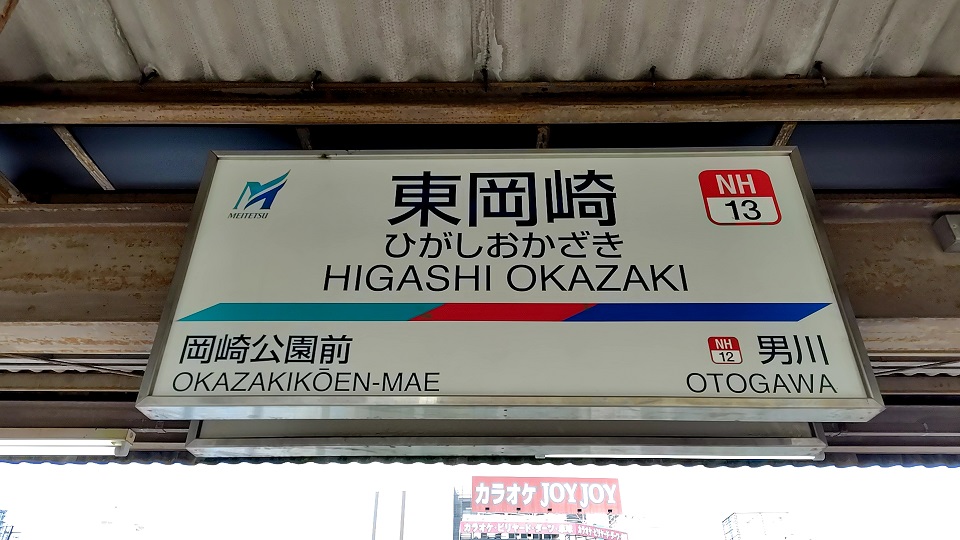 MEITETSU
東岡崎
ひがしおかざき
HIGASHI OKAZAKI
NH
13
岡崎公園前
OKAZAKIKŌEN-MAE
NH
12
男川
OTOGAWA
カラオケ JOYJOY